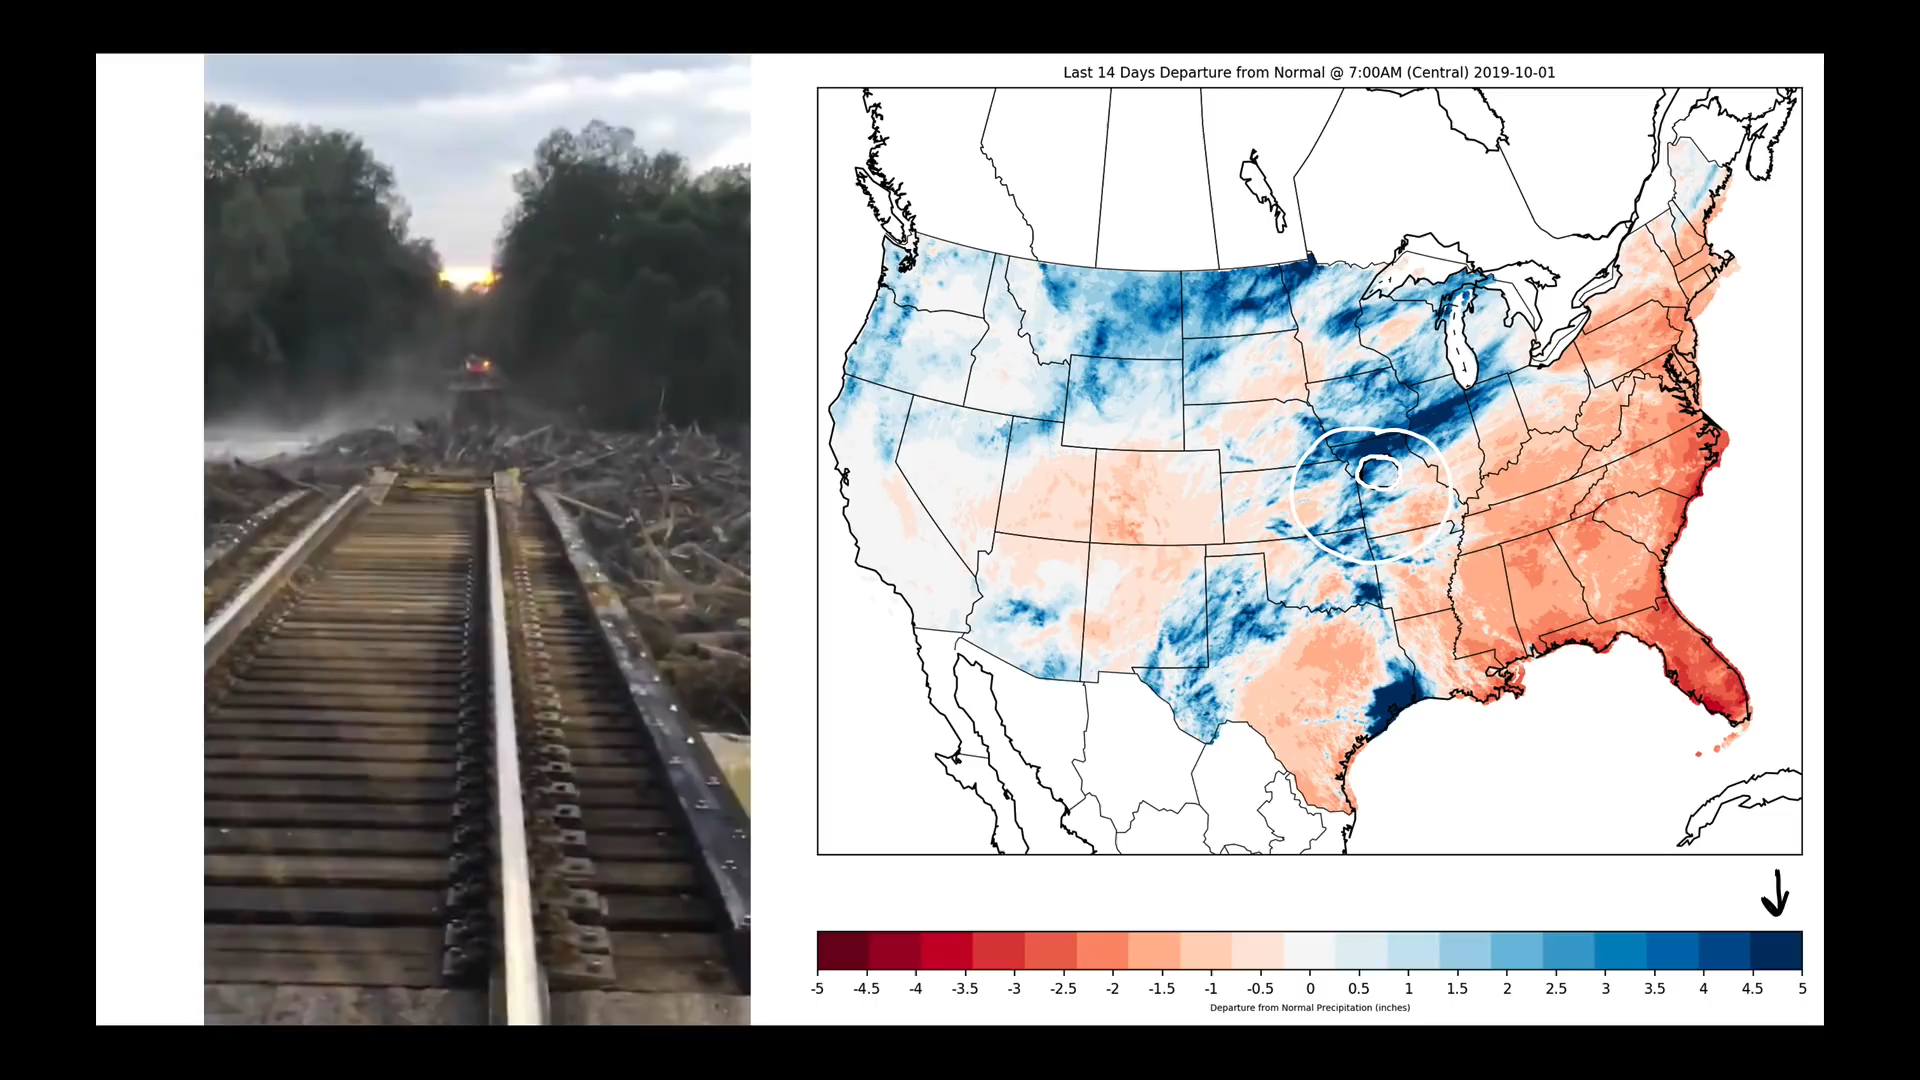 Last 14 Days Departure from Normal @ 7:00AM (Central) 2019-10-01
-5 -4.5 -4 -3.5 -3 -2.5 -2 -1.5 -1 -0.5 0 0.5 1 1.5 2 2.5 3 3.5 4 4.5 5
Departure from Normal Precipitation (inches)